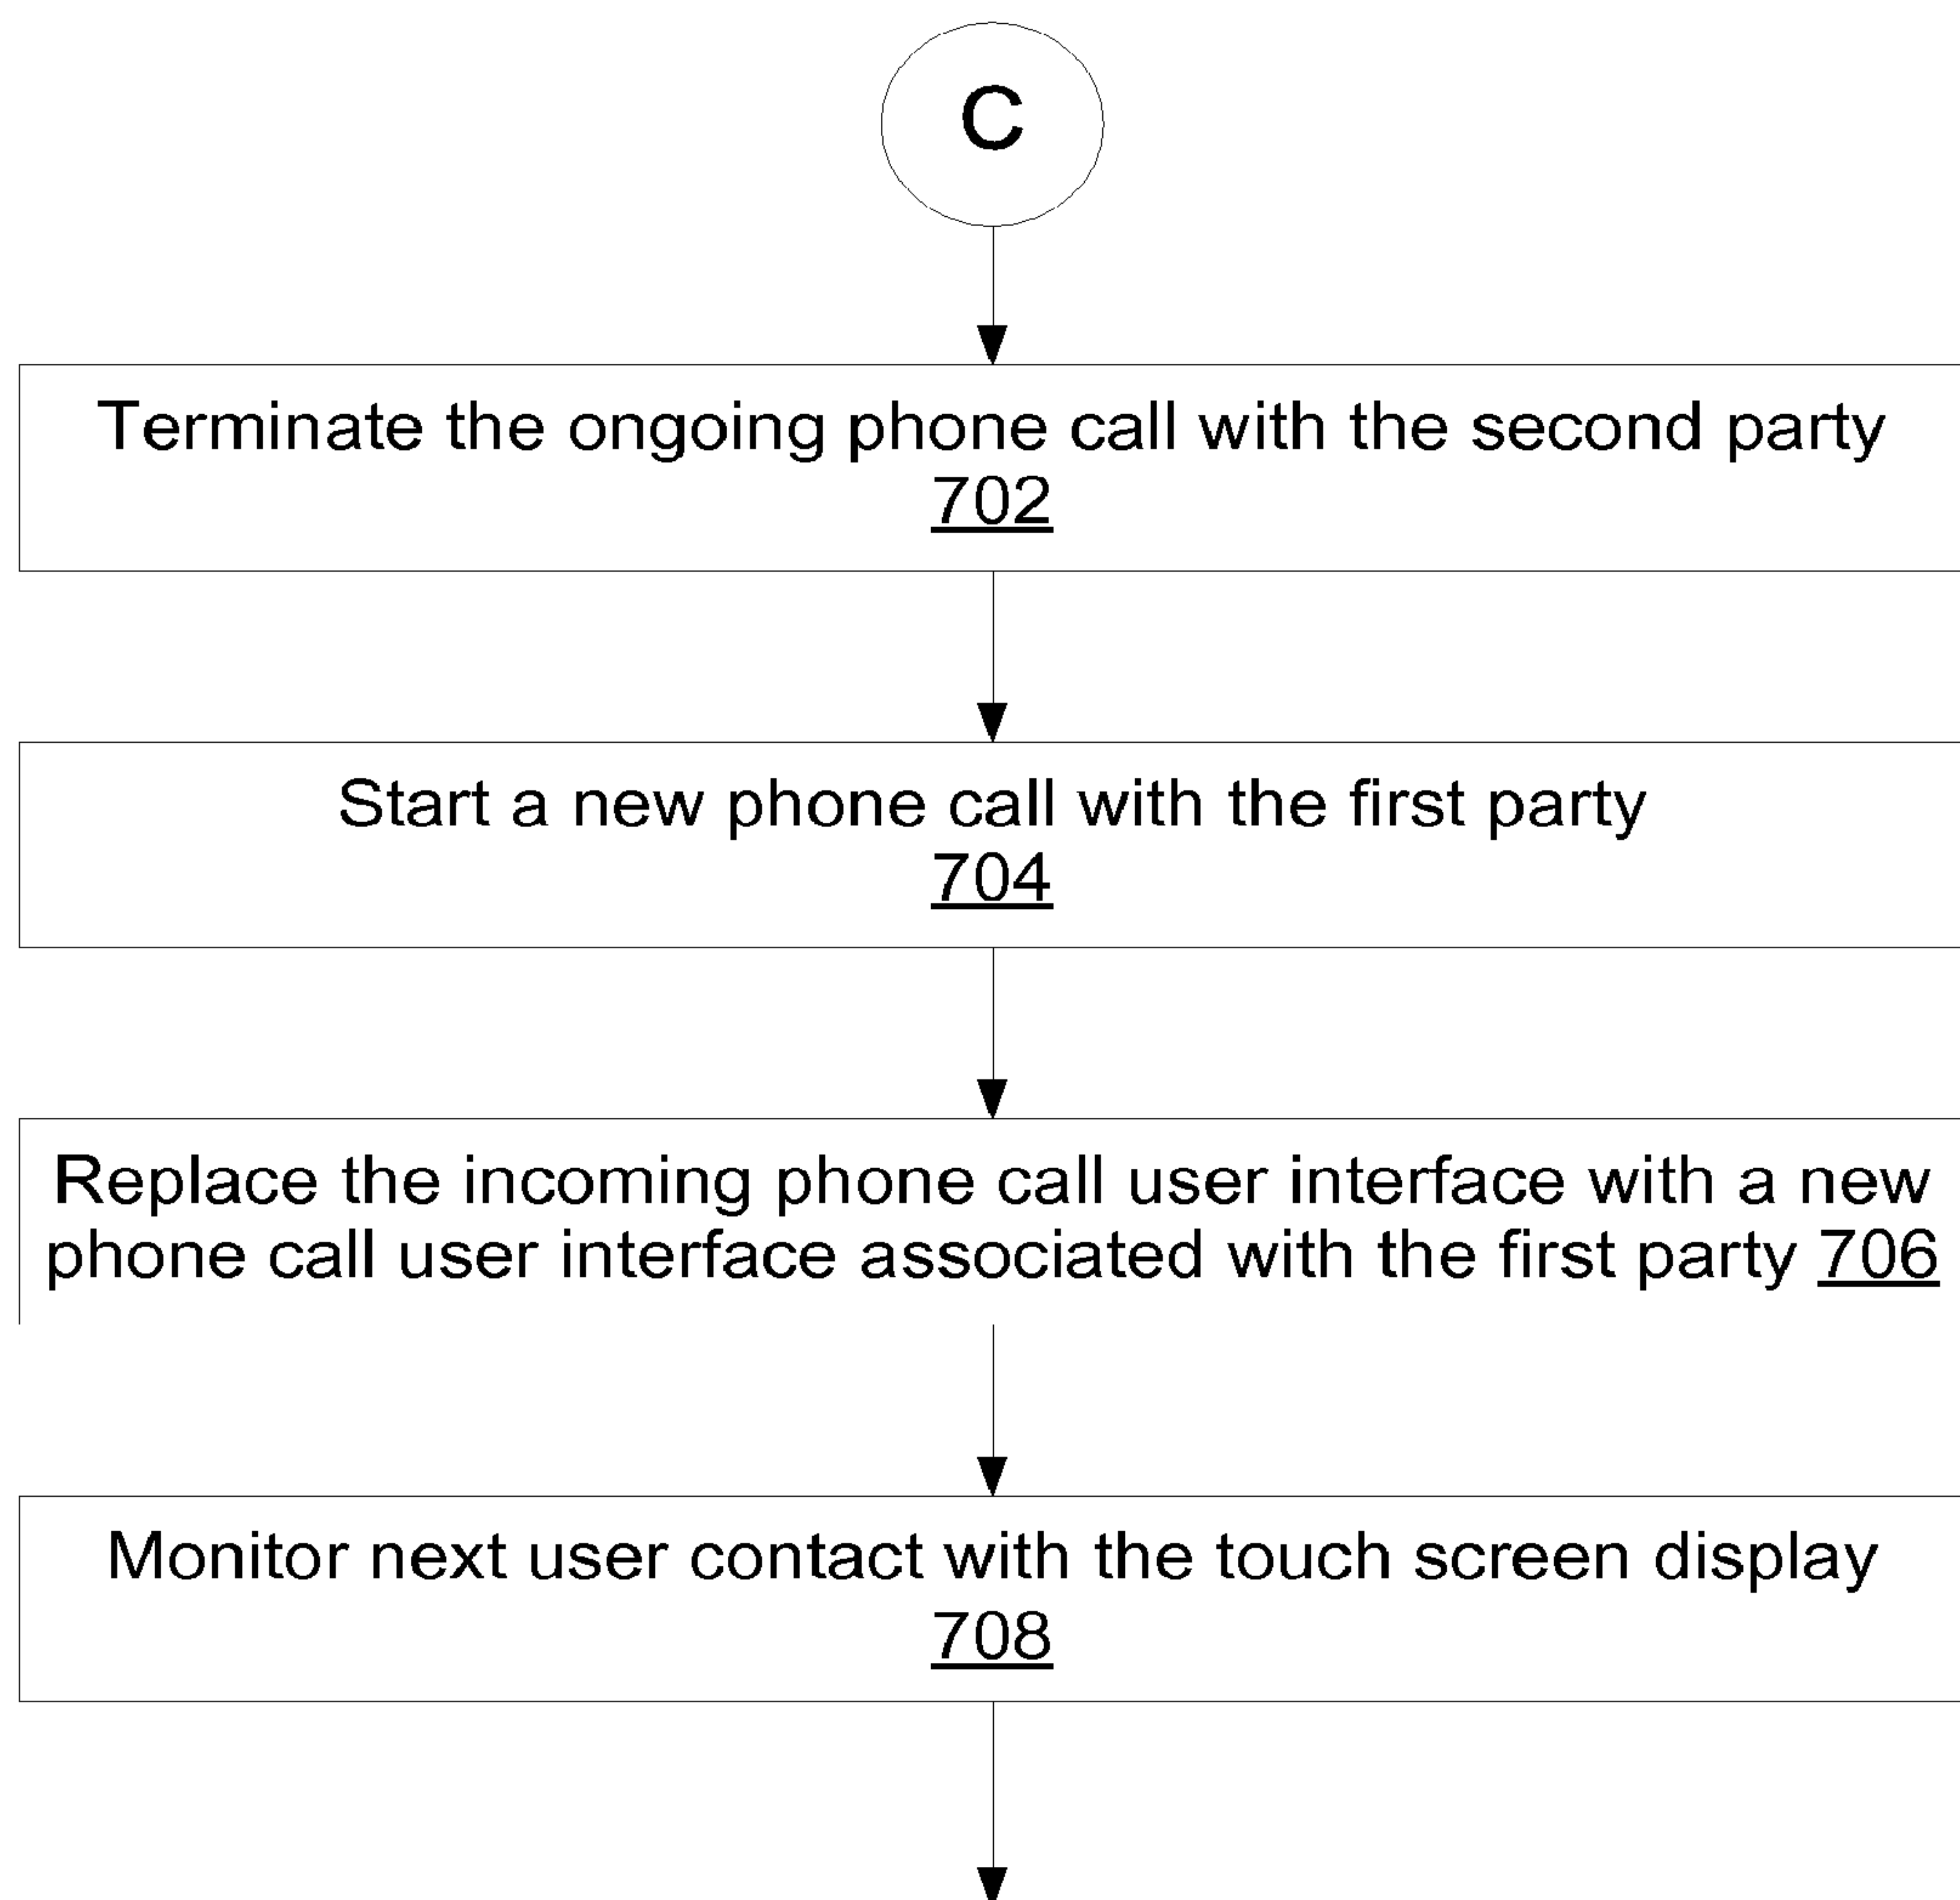 C
Terminate the ongoing phone call with the second party
702
Start a new phone call with the first party
704
Replace the incoming phone call user interface with a new
phone call user interface associated with the first party 706
Monitor next user contact with the touch screen display
708